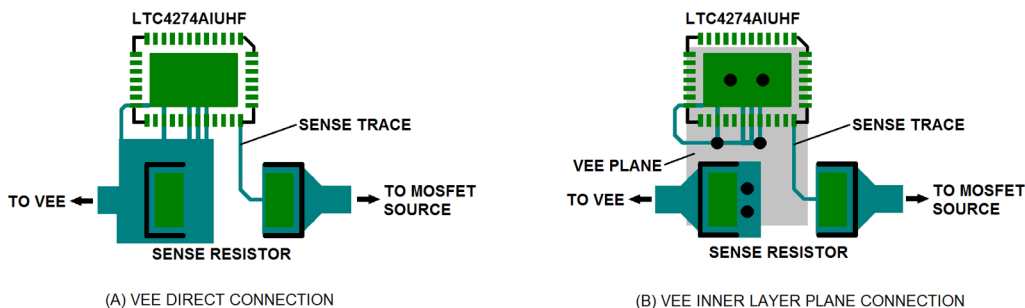 LTC4274AIUHF
SENSE TRACE
TO VEE
TO MOSFET
SOURCE
SENSE RESISTOR
(A) VEE DIRECT CONNECTION
LTC4274AIUHF
SENSE TRACE
VEE PLANE
TO VEE
TO MOSFET
SOURCE
SENSE RESISTOR
(B) VEE INNER LAYER PLANE CONNECTION